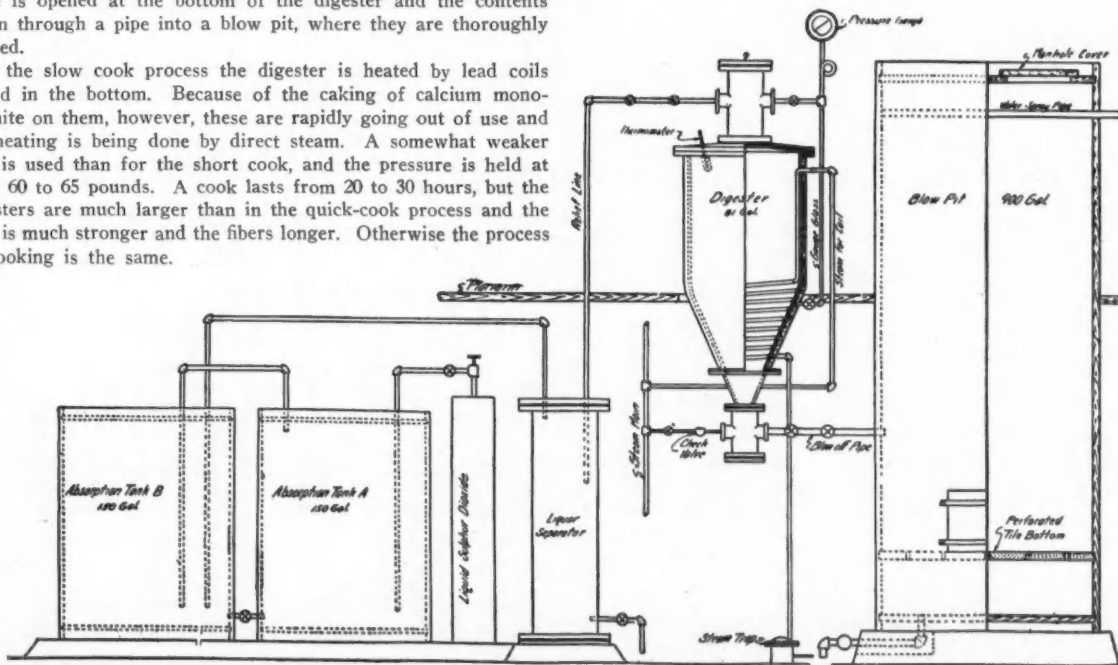 is opened at the bottom of the digester and the contents
n through a pipe into a blow pit, where they are thoroughly
ed.
the slow cook process the digester is heated by lead coils
d in the bottom. Because of the caking of calcium mono-
ite on them, however, these are rapidly going out of use and
heating is being done by direct steam. A somewhat weaker
is used than for the short cook, and the pressure is held at
60 to 65 pounds. A cook lasts from 20 to 30 hours, but the
sters are much larger than in the quick-cook process and the
is much stronger and the fibers longer. Otherwise the process
ooking is the same.
Pressure Gauge
Manhole Cover
Water Spray Pipe
Thermometer
Relief Line
Digester
81 Gal.
Gauge Glass
Steam for Coil
Blow Pit 900 Gal.
Platform
Steam Main
Check
Valve
Blow off Pipe
Absorption Tank B
150 Gal.
Absorption Tank A
150 Gal.
Liquid Sulphur Dioxide
Liquor
Separator
Perforated
Tile Bottom
Steam Trap